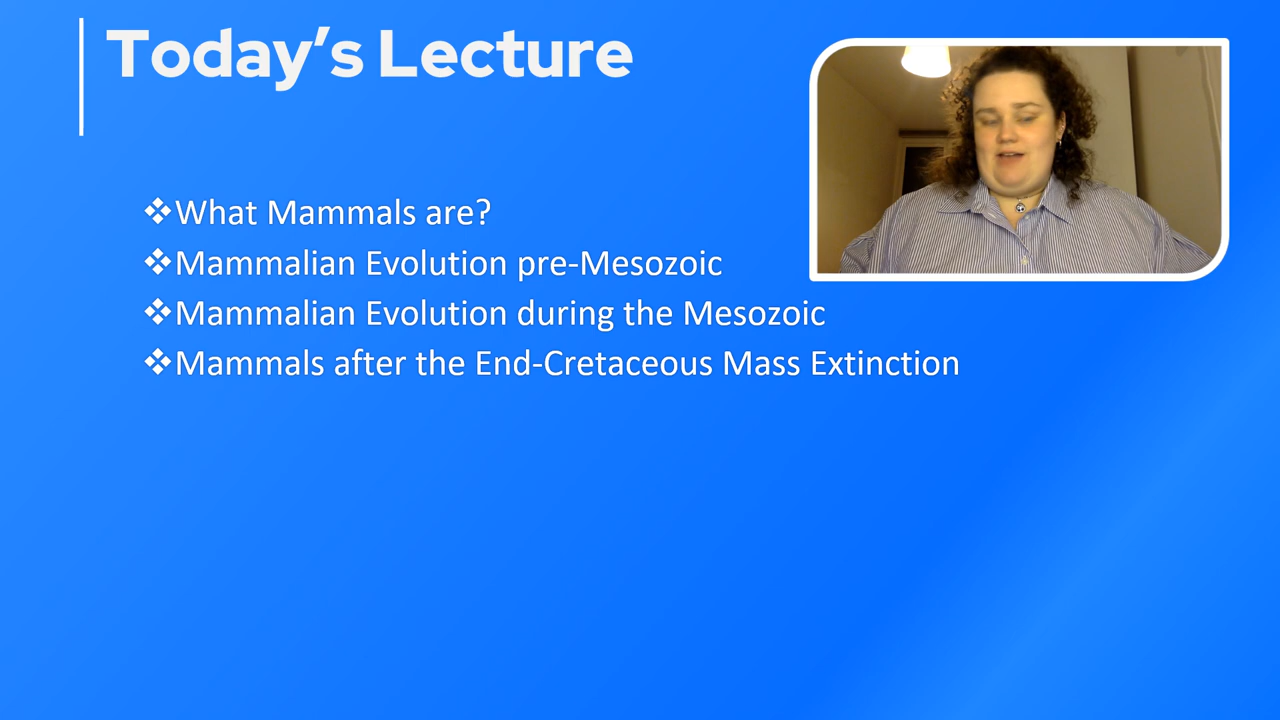 Today’s Lecture
❖What Mammals are?
❖Mammalian Evolution pre-Mesozoic
❖Mammalian Evolution during the Mesozoic
❖Mammals after the End-Cretaceous Mass Extinction